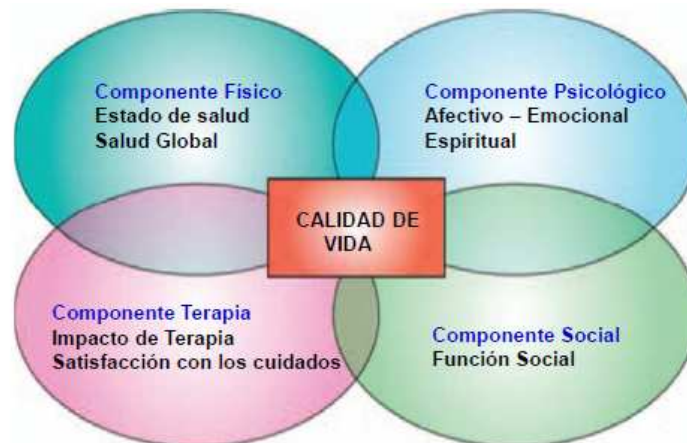 Componente Físico
Estado de salud
Salud Global
Componente Psicológico
Afectivo – Emocional
Espiritual
CALIDAD DE
VIDA
Componente Terapia
Impacto de Terapia
Satisfacción con los cuidados
Componente Social
Función Social